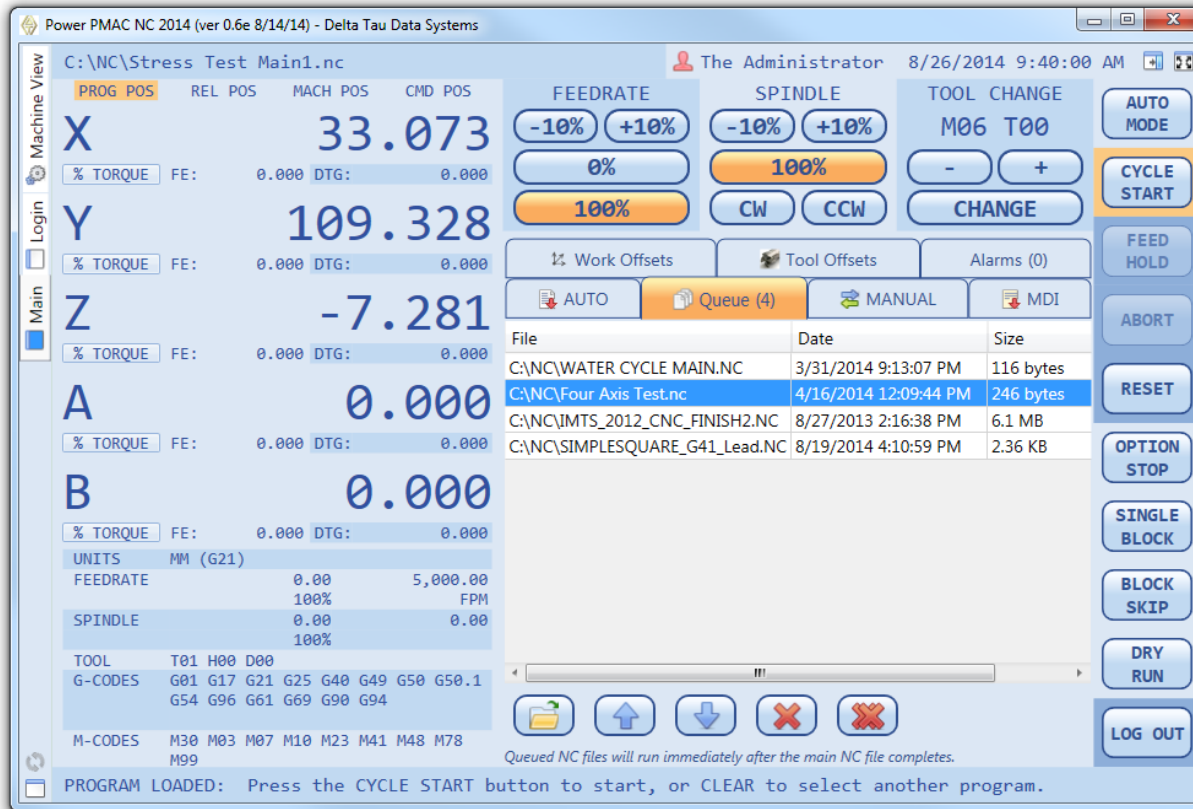 Power PMAC NC 2014 (ver 0.6e 8/14/14) - Delta Tau Data Systems
Machine View
Login
Main
C:\NC\Stress Test Main1.nc
The Administrator 8/26/2014 9:40:00 AM
PROG POS REL POS MACH POS CMD POS
X 33.073
% TORQUE FE: 0.000 DTG: 0.000
Y 109.328
% TORQUE FE: 0.000 DTG: 0.000
Z -7.281
% TORQUE FE: 0.000 DTG: 0.000
A 0.000
% TORQUE FE: 0.000 DTG: 0.000
B 0.000
% TORQUE FE: 0.000 DTG: 0.000
UNITS MM (G21)
FEEDRATE 0.00 5,000.00
100% FPM
SPINDLE 0.00 0.00
100%
TOOL T01 H00 D00
G-CODES G01 G17 G21 G25 G40 G49 G50 G50.1
G54 G96 G61 G69 G90 G94
M-CODES M30 M03 M07 M10 M23 M41 M48 M78
M99
FEEDRATE
-10% +10%
0%
100%
SPINDLE
-10% +10%
100%
CW CCW
TOOL CHANGE
M06 T00
- +
CHANGE
Work Offsets Tool Offsets Alarms (0)
AUTO Queue (4) MANUAL MDI
File Date Size
C:\NC\WATER CYCLE MAIN.NC 3/31/2014 9:13:07 PM 116 bytes
C:\NC\Four Axis Test.nc 4/16/2014 12:09:44 PM 246 bytes
C:\NC\IMTS_2012_CNC_FINISH2.NC 8/27/2013 2:16:38 PM 6.1 MB
C:\NC\SIMPLESQUARE_G41_Lead.NC 8/19/2014 4:10:59 PM 2.36 KB
Queued NC files will run immediately after the main NC file completes.
AUTO
MODE
CYCLE
START
FEED
HOLD
ABORT
RESET
OPTION
STOP
SINGLE
BLOCK
BLOCK
SKIP
DRY
RUN
LOG OUT
PROGRAM LOADED: Press the CYCLE START button to start, or CLEAR to select another program.